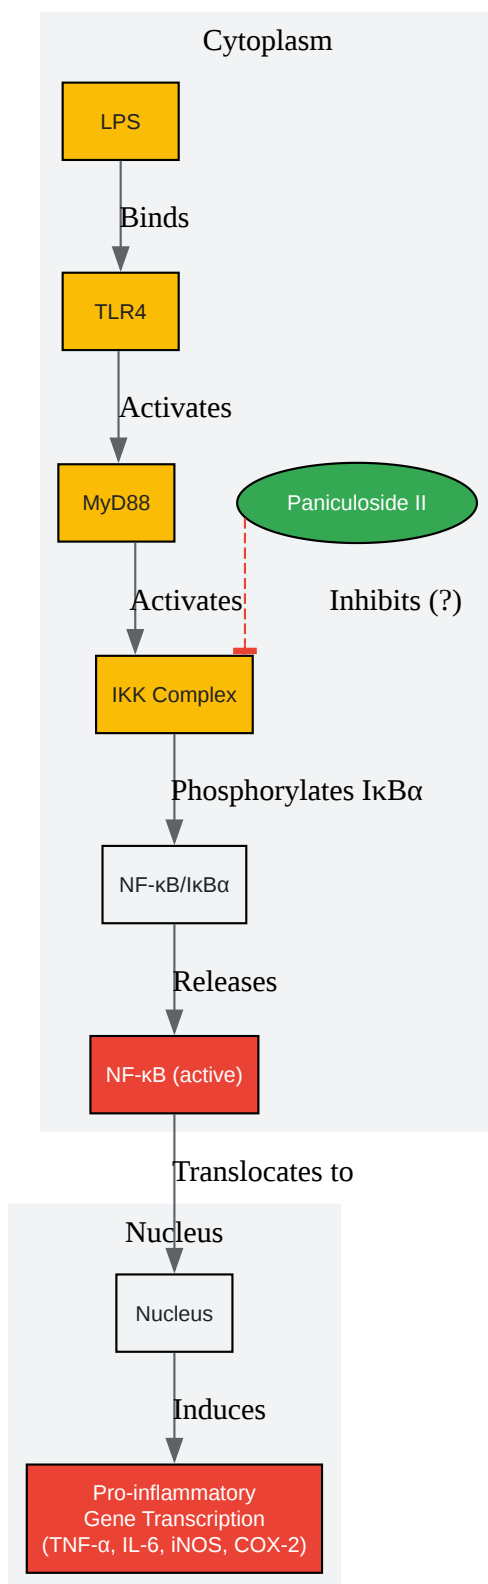 Cytoplasm
LPS
Binds
TLR4
Activates
MyD88
Paniculoside II
Activates
Inhibits (?)
IKK Complex
Phosphorylates IκBα
NF-κB/IκBα
Releases
NF-κB (active)
Translocates to
Nucleus
Nucleus
Induces
Pro-inflammatory
Gene Transcription
(TNF-α, IL-6, iNOS, COX-2)